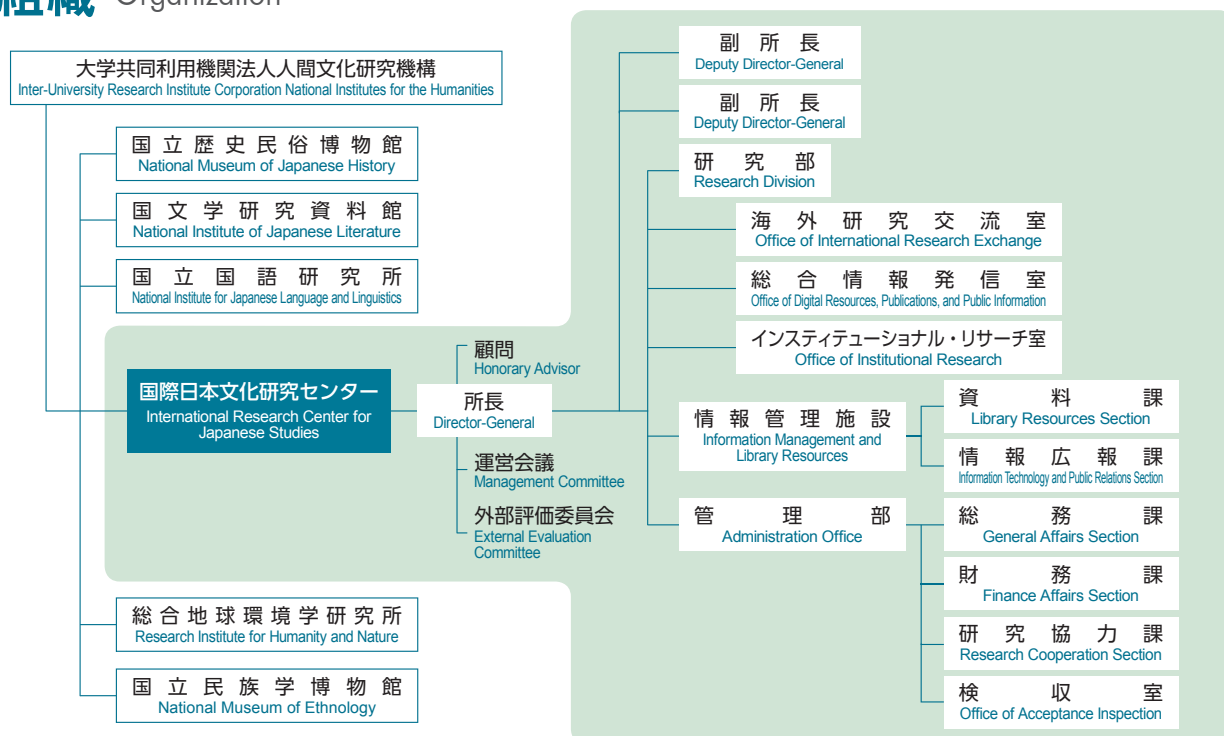 組織 Organization
大学共同利用機関法人人間文化研究機構
Inter-University Research Institute Corporation National Institutes for the Humanities
国立歴史民俗博物館
National Museum of Japanese History
国文学研究資料館
National Institute of Japanese Literature
国立国語研究所
National Institute for Japanese Language and Linguistics
国際日本文化研究センター
International Research Center for
Japanese Studies
総合地球環境学研究所
Research Institute for Humanity and Nature
国立民族学博物館
National Museum of Ethnology
顧問
Honorary Advisor
所長
Director-General
運営会議
Management Committee
外部評価委員会
External Evaluation
Committee
副所長
Deputy Director-General
副所長
Deputy Director-General
研究部
Research Division
海外研究交流室
Office of International Research Exchange
総合情報発信室
Office of Digital Resources, Publications, and Public Information
インスティテューショナル・リサーチ室
Office of Institutional Research
情報管理施設
Information Management and
Library Resources
資料課
Library Resources Section
情報広報課
Information Technology and Public Relations Section
管理部
Administration Office
総務課
General Affairs Section
財務課
Finance Affairs Section
研究協力課
Research Cooperation Section
検収室
Office of Acceptance Inspection